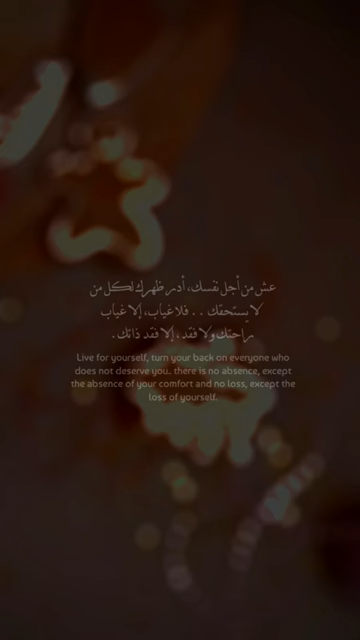 عش من أجل نفسك، أدر ظهرك لكل من
لا يستحقك . . فلا غياب، إلا غياب
راحتك ولا فقد ، إلا فقد ذاتك .
Live for yourself, turn your back on everyone who
does not deserve you.. there is no absence, except
the absence of your comfort and no loss, except the
loss of yourself.